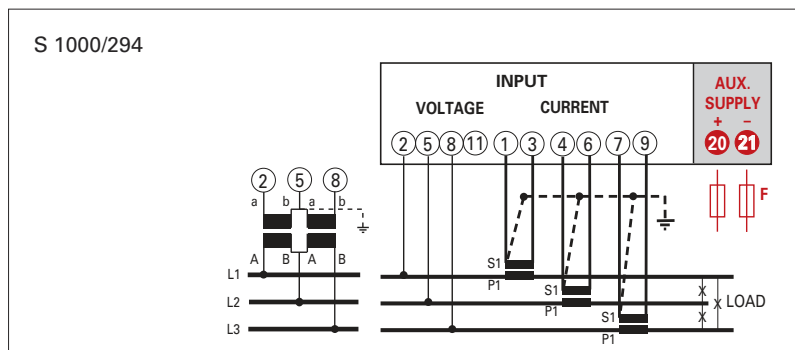 S 1000/294
INPUT
AUX.
SUPPLY
VOLTAGE CURRENT
+ −
2 5 8 11 1 3 4 6 7 9 20 21
2 5 8
a b a b
F
A B A B
S1
P1
L1
S1
P1
L2
X X LOAD
S1
X
P1
L3